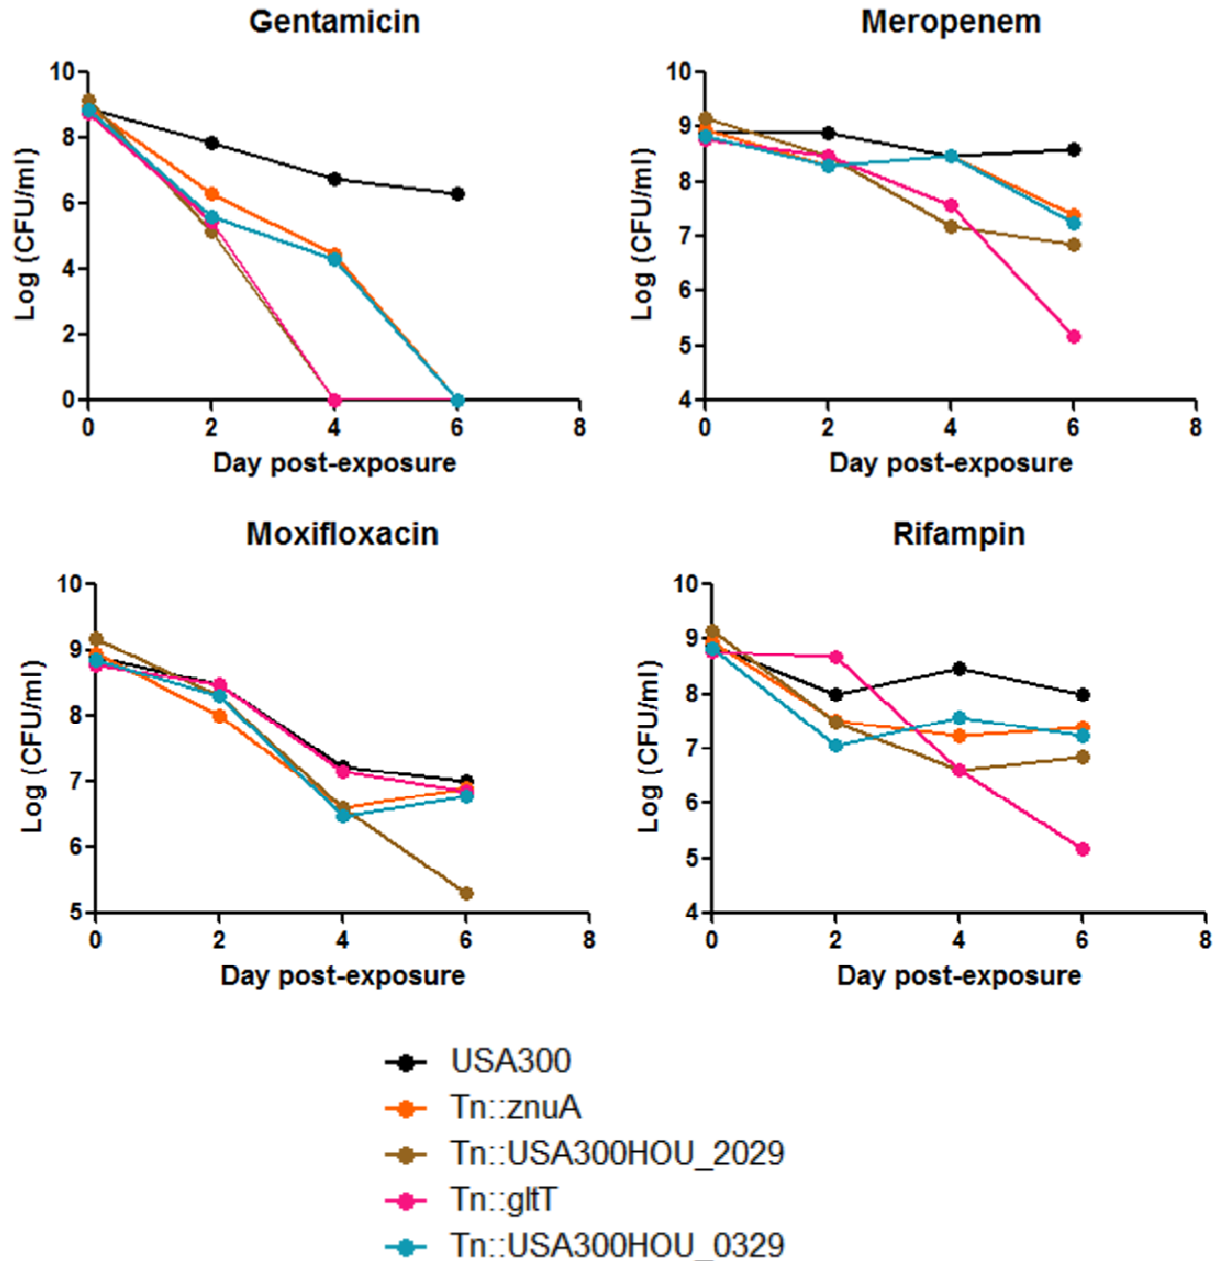 Gentamicin
10
8
6
4
2
0
Log (CFU/ml)
0 2 4 6 8
Day post-exposure
Meropenem
10
9
8
7
6
5
4
Log (CFU/ml)
0 2 4 6 8
Day post-exposure
Moxifloxacin
10
9
8
7
6
5
Log (CFU/ml)
0 2 4 6 8
Day post-exposure
Rifampin
10
9
8
7
6
5
4
Log (CFU/ml)
0 2 4 6 8
Day post-exposure
USA300
Tn::znuA
Tn::USA300HOU_2029
Tn::gltT
Tn::USA300HOU_0329